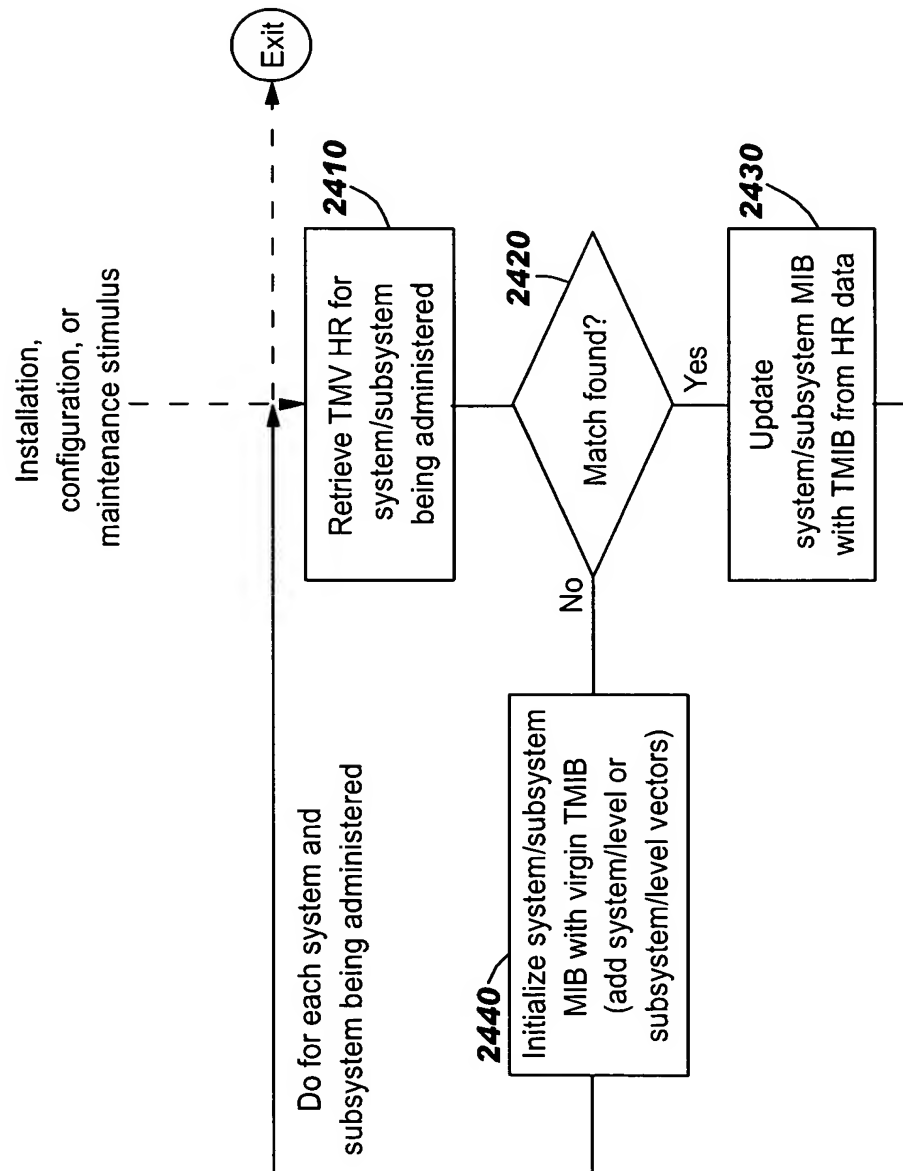 Installation,
configuration, or
maintenance stimulus
Exit
Do for each system and
subsystem being administered
2410
Retrieve TMV HR for
system/subsystem
being administered
2420
Match found?
No
Yes
2430
Update
system/subsystem MIB
with TMIB from HR data
2440
Initialize system/subsystem
MIB with virgin TMIB
(add system/level or
subsystem/level vectors)